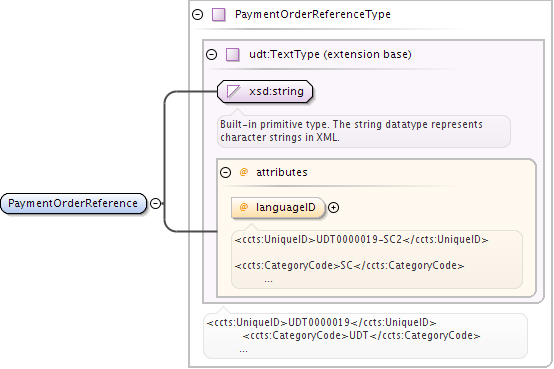 PaymentOrderReferenceType
udt:TextType (extension base)
xsd:string
Built-in primitive type. The string datatype represents
character strings in XML.
@ attributes
PaymentOrderReference
@ languageID
<ccts:UniqueID>UDT0000019-SC2</ccts:UniqueID>
<ccts:CategoryCode>SC</ccts:CategoryCode>
...
<ccts:UniqueID>UDT0000019</ccts:UniqueID>
<ccts:CategoryCode>UDT</ccts:CategoryCode>
...